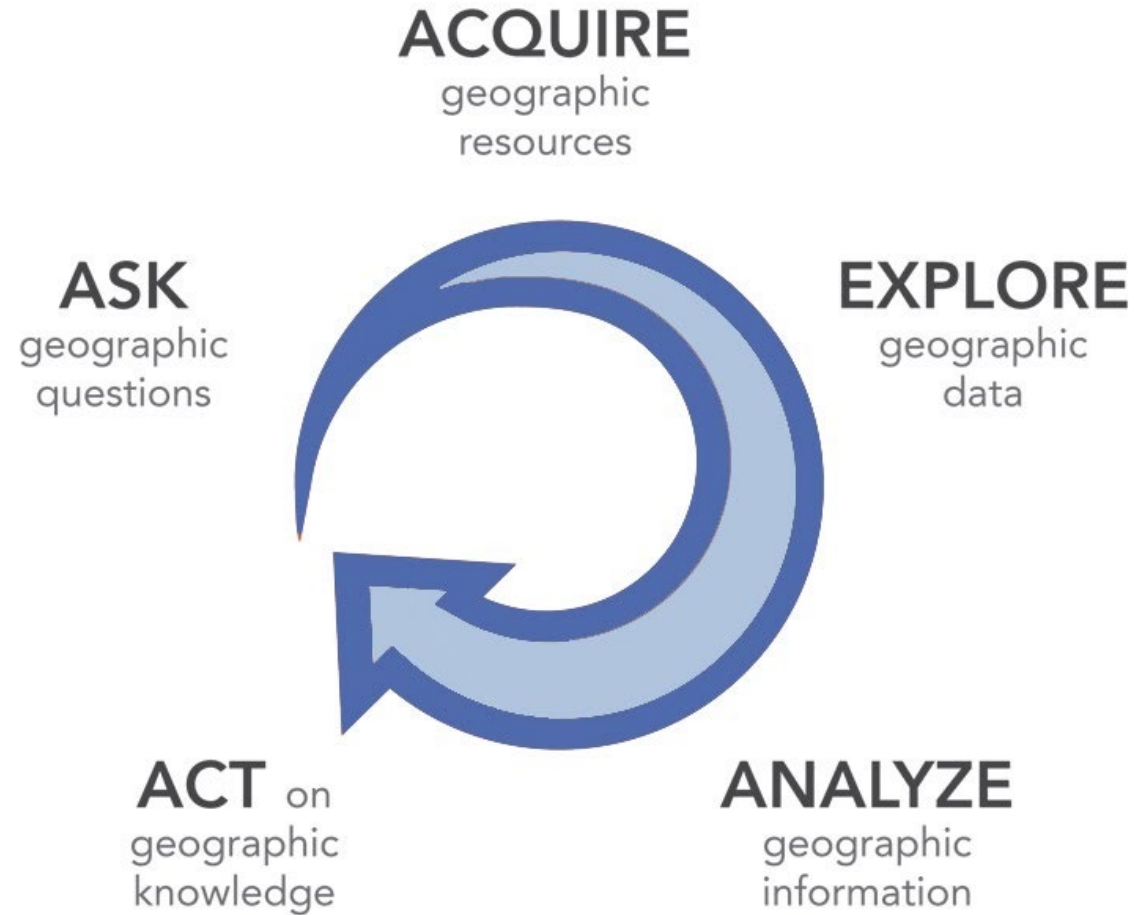 ACQUIRE
geographic
resources
ASK
geographic
questions
EXPLORE
geographic
data
ACT on
geographic
knowledge
ANALYZE
geographic
information